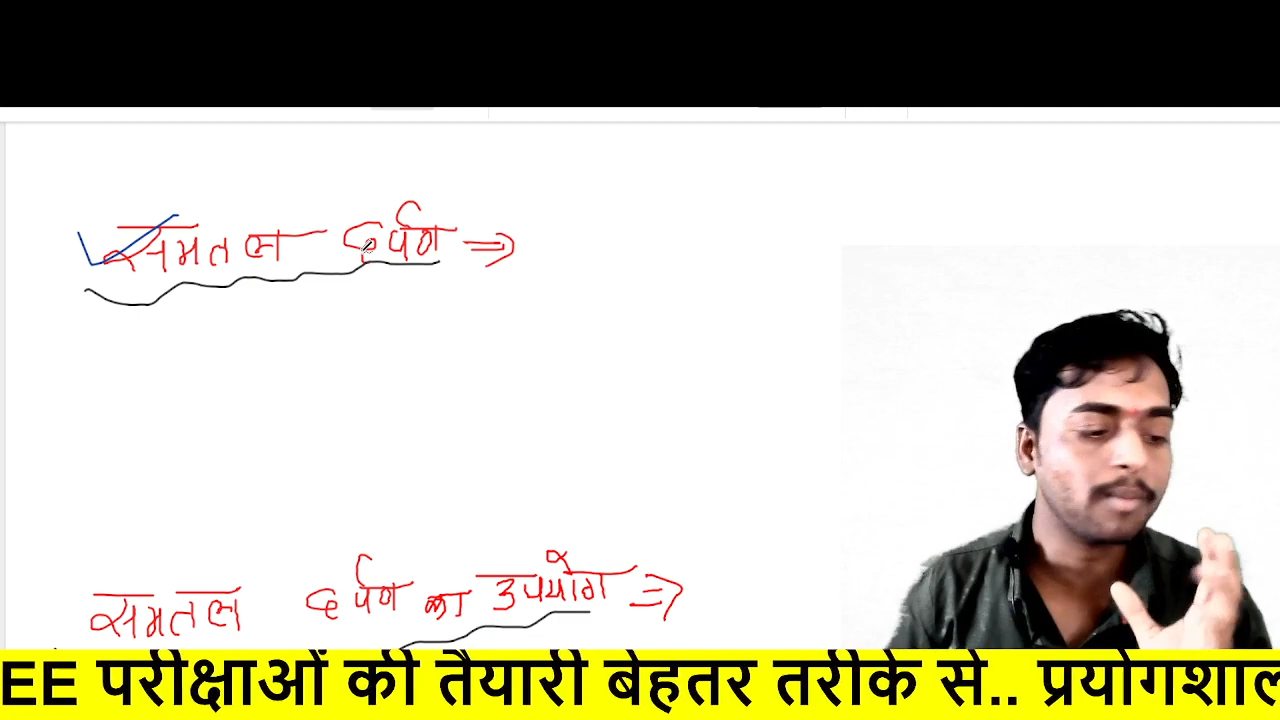 समतल दर्पण ⇒
समतल दर्पण का उपयोग ⇒
EE परीक्षाओं की तैयारी बेहतर तरीके से.. प्रयोगशाल